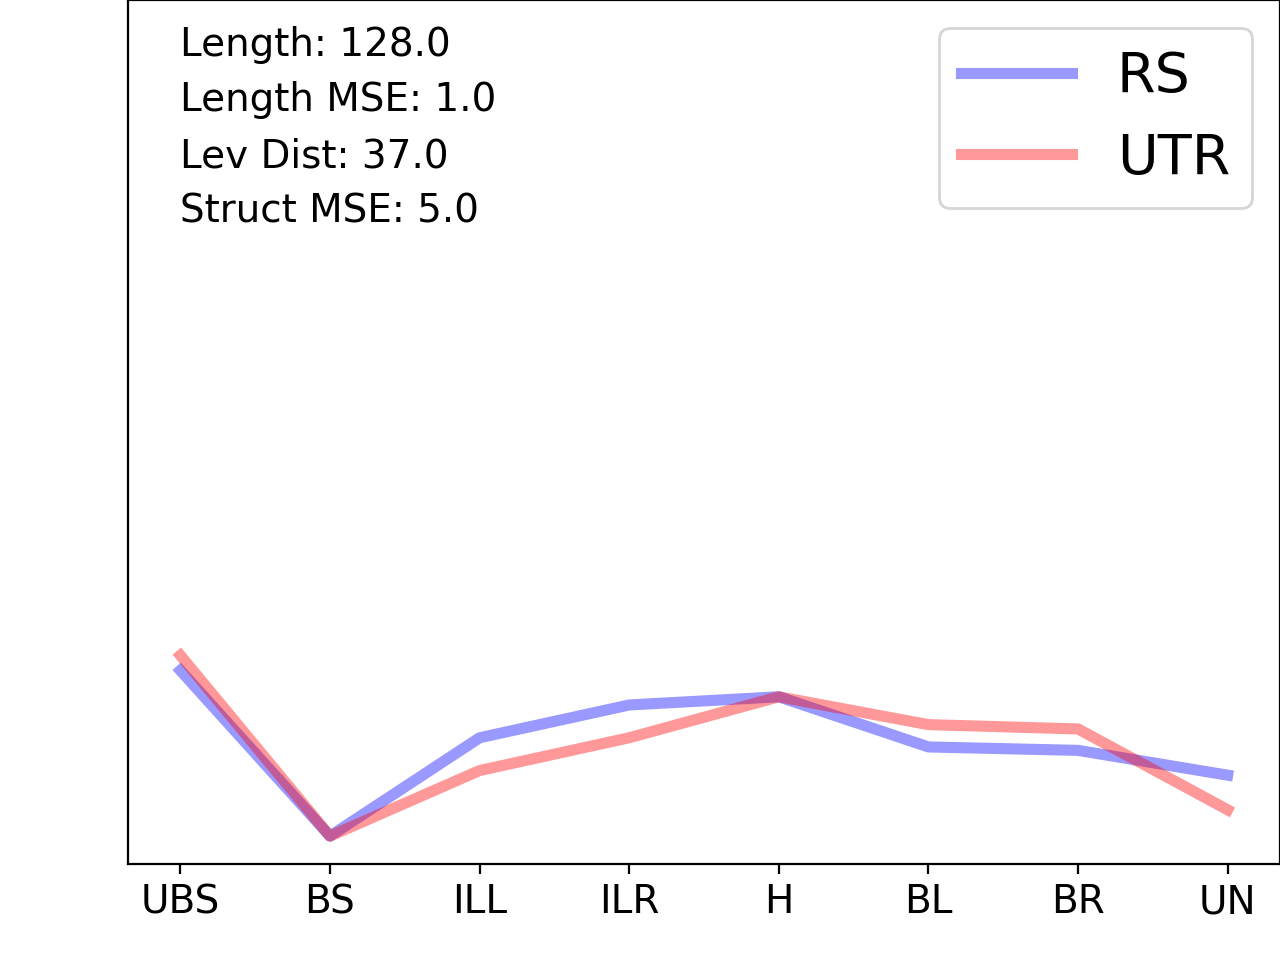 Length: 128.0
Length MSE: 1.0
Lev Dist: 37.0
Struct MSE: 5.0
RS
UTR
UBS BS ILL ILR H BL BR UN